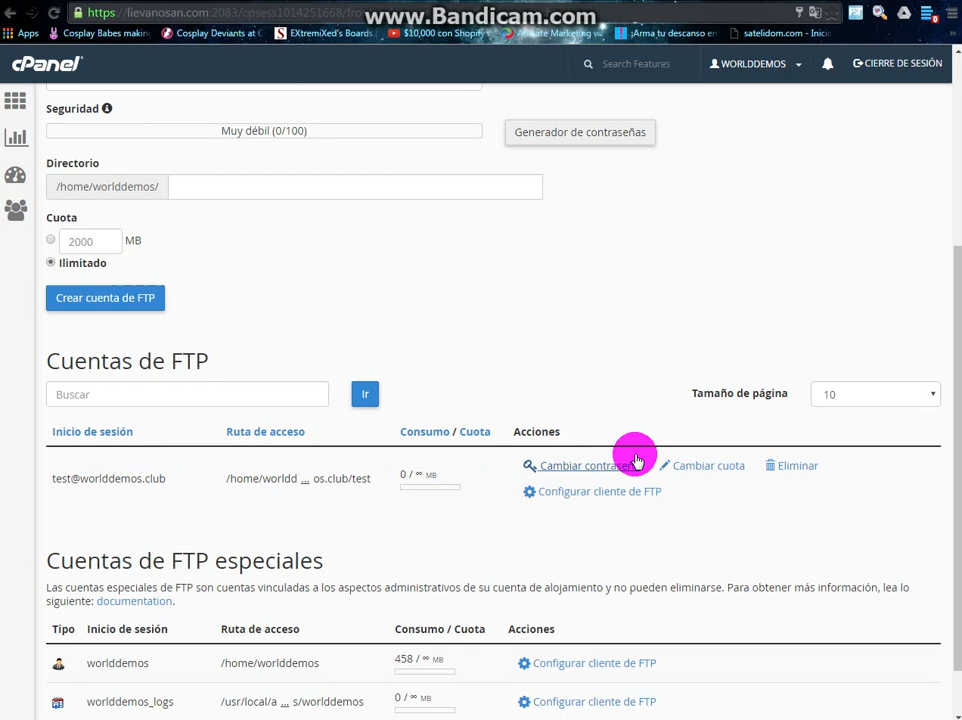 https://lievanosan.com:2083/cpsess1014251668/fro
www.Bandicam.com
Apps Cosplay Babes making Cosplay Deviants at C EXtremiXed's Boards $10,000 con Shopify Affiliate Marketing ¡Arma tu descanso en satelidom.com - Inicio
cPanel Search Features WORLDDEMOS CIERRE DE SESIÓN
Seguridad
Muy débil (0/100) Generador de contraseñas
Directorio
/home/worlddemos/
Cuota
2000 MB
Ilimitado
Crear cuenta de FTP
Cuentas de FTP
Buscar Ir Tamaño de página 10
Inicio de sesión Ruta de acceso Consumo / Cuota Acciones
test@worlddemos.club /home/worldd ... os.club/test 0 / ∞ MB Cambiar contraseña Cambiar cuota Eliminar
Configurar cliente de FTP
Cuentas de FTP especiales
Las cuentas especiales de FTP son cuentas vinculadas a los aspectos administrativos de su cuenta de alojamiento y no pueden eliminarse. Para obtener más información, lea lo
siguiente: documentation.
Tipo Inicio de sesión Ruta de acceso Consumo / Cuota Acciones
worlddemos /home/worlddemos 458 / ∞ MB Configurar cliente de FTP
worlddemos_logs /usr/local/a ... s/worlddemos 0 / ∞ MB Configurar cliente de FTP